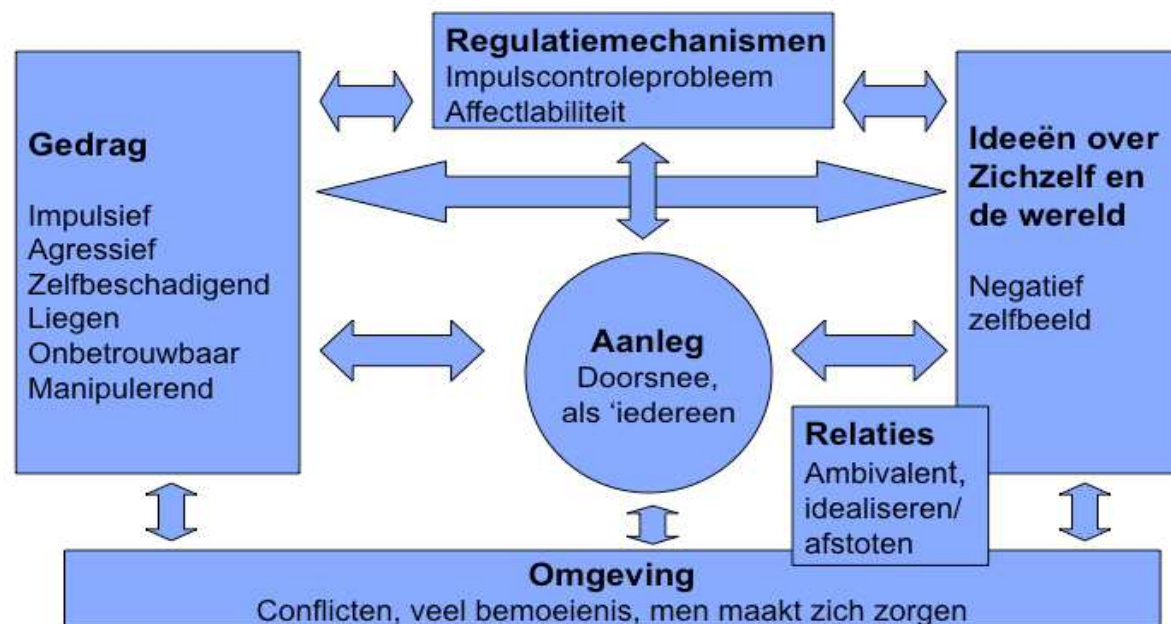 Regulatiemechanismen
Impulscontroleprobleem
Affectlabiliteit
Gedrag
Impulsief
Agressief
Zelfbeschadigend
Liegen
Onbetrouwbaar
Manipulerend
Ideeën over
Zichzelf en
de wereld
Negatief
zelfbeeld
Aanleg
Doorsnee,
als ‘iedereen
Relaties
Ambivalent,
idealiseren/
afstoten
Omgeving
Conflicten, veel bemoeienis, men maakt zich zorgen